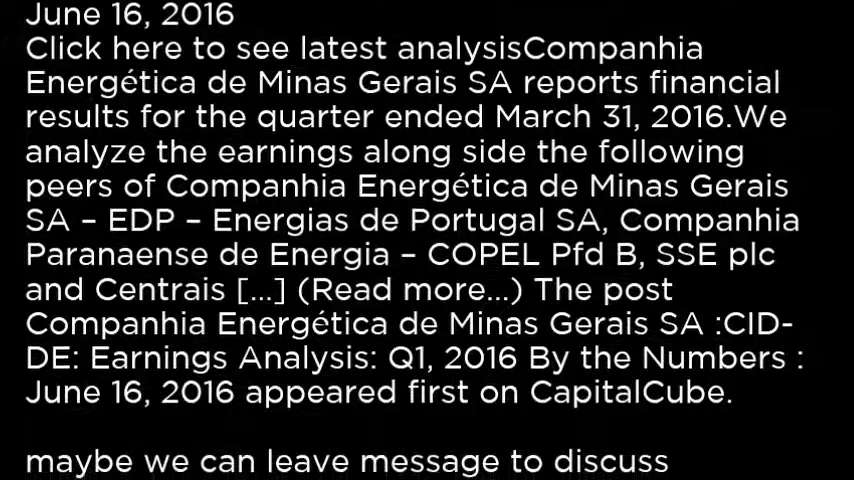 June 16, 2016
Click here to see latest analysisCompanhia
Energética de Minas Gerais SA reports financial
results for the quarter ended March 31, 2016.We
analyze the earnings along side the following
peers of Companhia Energética de Minas Gerais
SA – EDP – Energias de Portugal SA, Companhia
Paranaense de Energia – COPEL Pfd B, SSE plc
and Centrais [...] (Read more...) The post
Companhia Energética de Minas Gerais SA :CID-
DE: Earnings Analysis: Q1, 2016 By the Numbers :
June 16, 2016 appeared first on CapitalCube.
maybe we can leave message to discuss